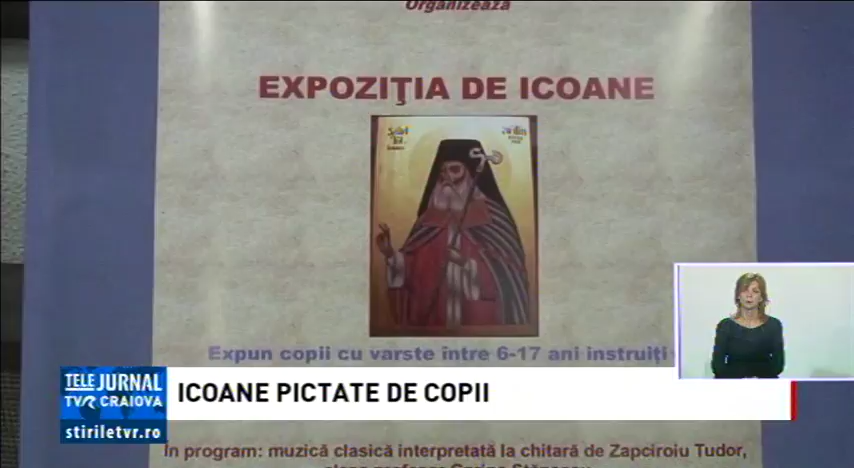 Organizează
EXPOZIŢIA DE ICOANE
Expun copii cu varste între 6-17 ani instruiţi
TELE JURNAL
TVR CRAIOVA
ICOANE PICTATE DE COPII
stiriletvr.ro
În program: muzică clasică interpretată la chitară de Zapciroiu Tudor,